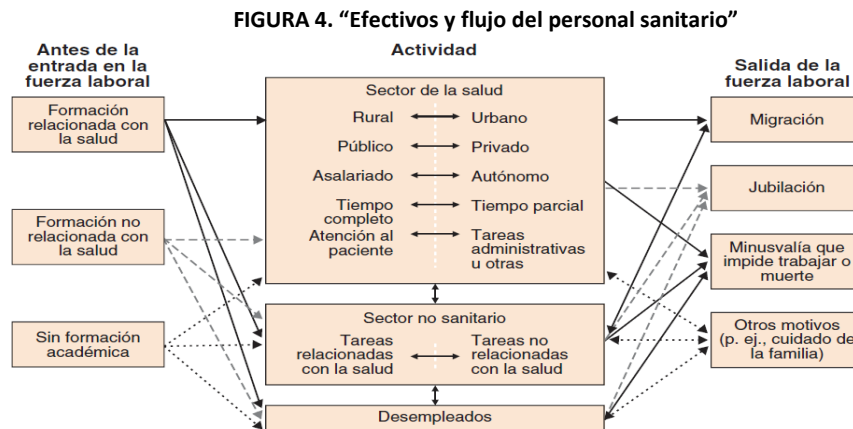 FIGURA 4. “Efectivos y flujo del personal sanitario”
Antes de la
entrada en la
fuerza laboral
Actividad
Salida de la
fuerza laboral
Formación
relacionada con
la salud
Formación no
relacionada con
la salud
Sin formación
académica
Sector de la salud
Rural
Urbano
Público
Privado
Asalariado
Autónomo
Tiempo
completo
Tiempo parcial
Atención al
paciente
Tareas
administrativas
u otras
Sector no sanitario
Tareas
relacionadas
con la salud
Tareas no
relacionadas
con la salud
Desempleados
Migración
Jubilación
Minusvalía que
impide trabajar o
muerte
Otros motivos
(p. ej., cuidado de
la familia)